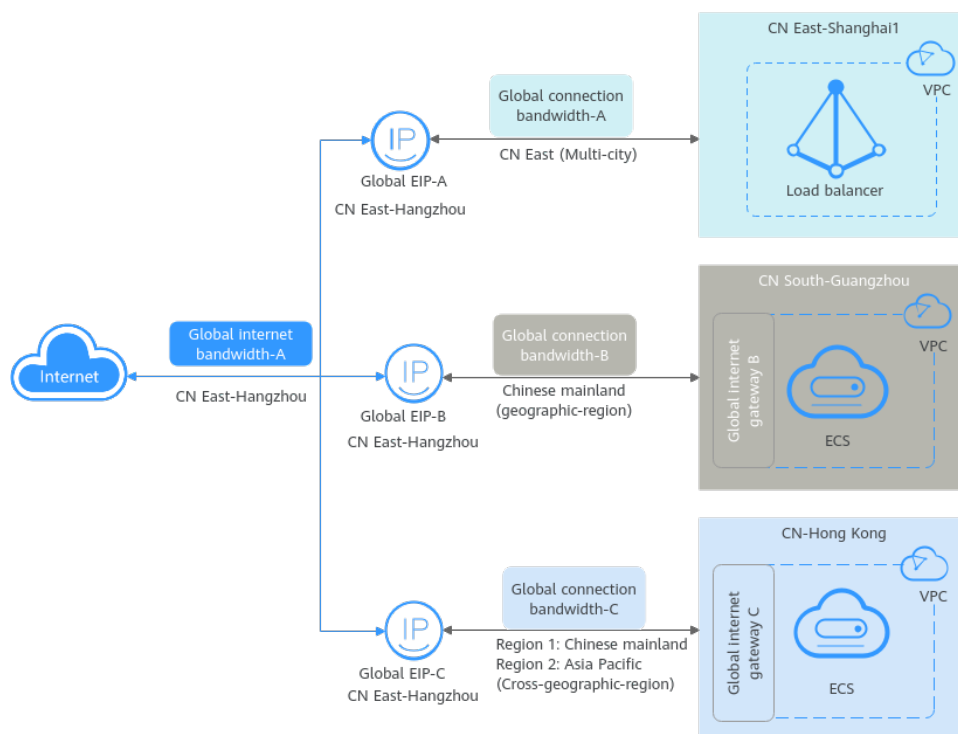 CN East-Shanghai1
VPC
Global connection
bandwidth-A
IP
CN East (Multi-city)
Global EIP-A
CN East-Hangzhou
Load balancer
CN South-Guangzhou
VPC
Global internet
bandwidth-A
Global connection
bandwidth-B
Internet
IP
CN East-Hangzhou
Chinese mainland
(geographic-region)
Global EIP-B
CN East-Hangzhou
Global internet
gateway B
ECS
CN-Hong Kong
VPC
Global connection
bandwidth-C
IP
Region 1: Chinese mainland
Region 2: Asia Pacific
(Cross-geographic-region)
Global EIP-C
CN East-Hangzhou
Global internet
gateway C
ECS